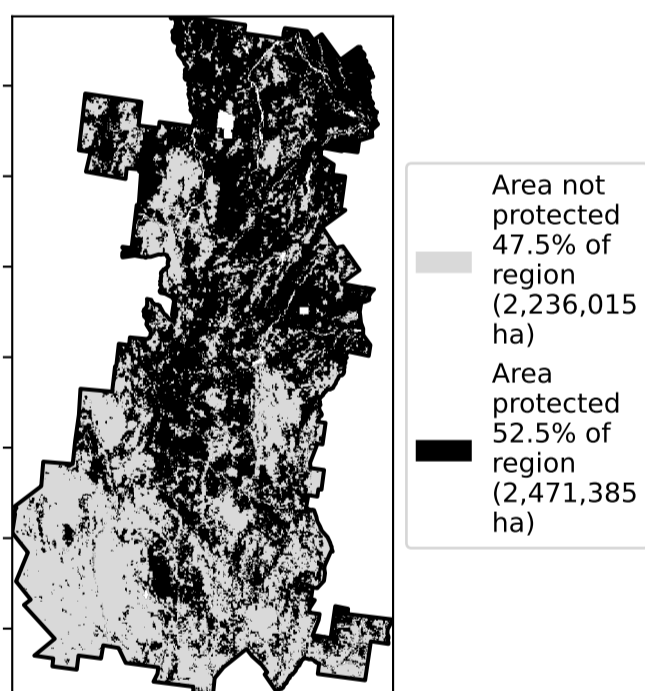 Area not
protected
47.5% of
region
(2,236,015
ha)
Area
protected
52.5% of
region
(2,471,385
ha)